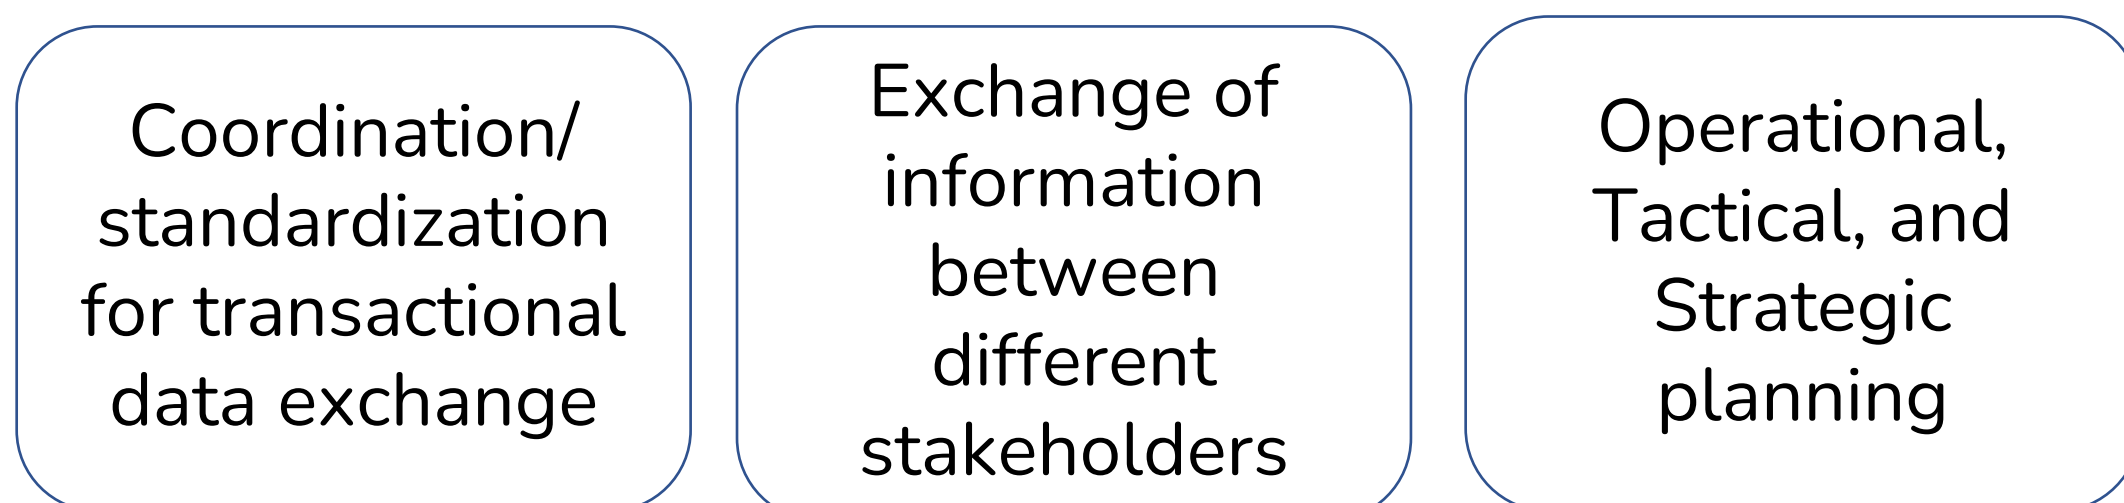 Coordination/
standardization
for transactional
data exchange
Exchange of
information
between
different
stakeholders
Operational,
Tactical, and
Strategic
planning